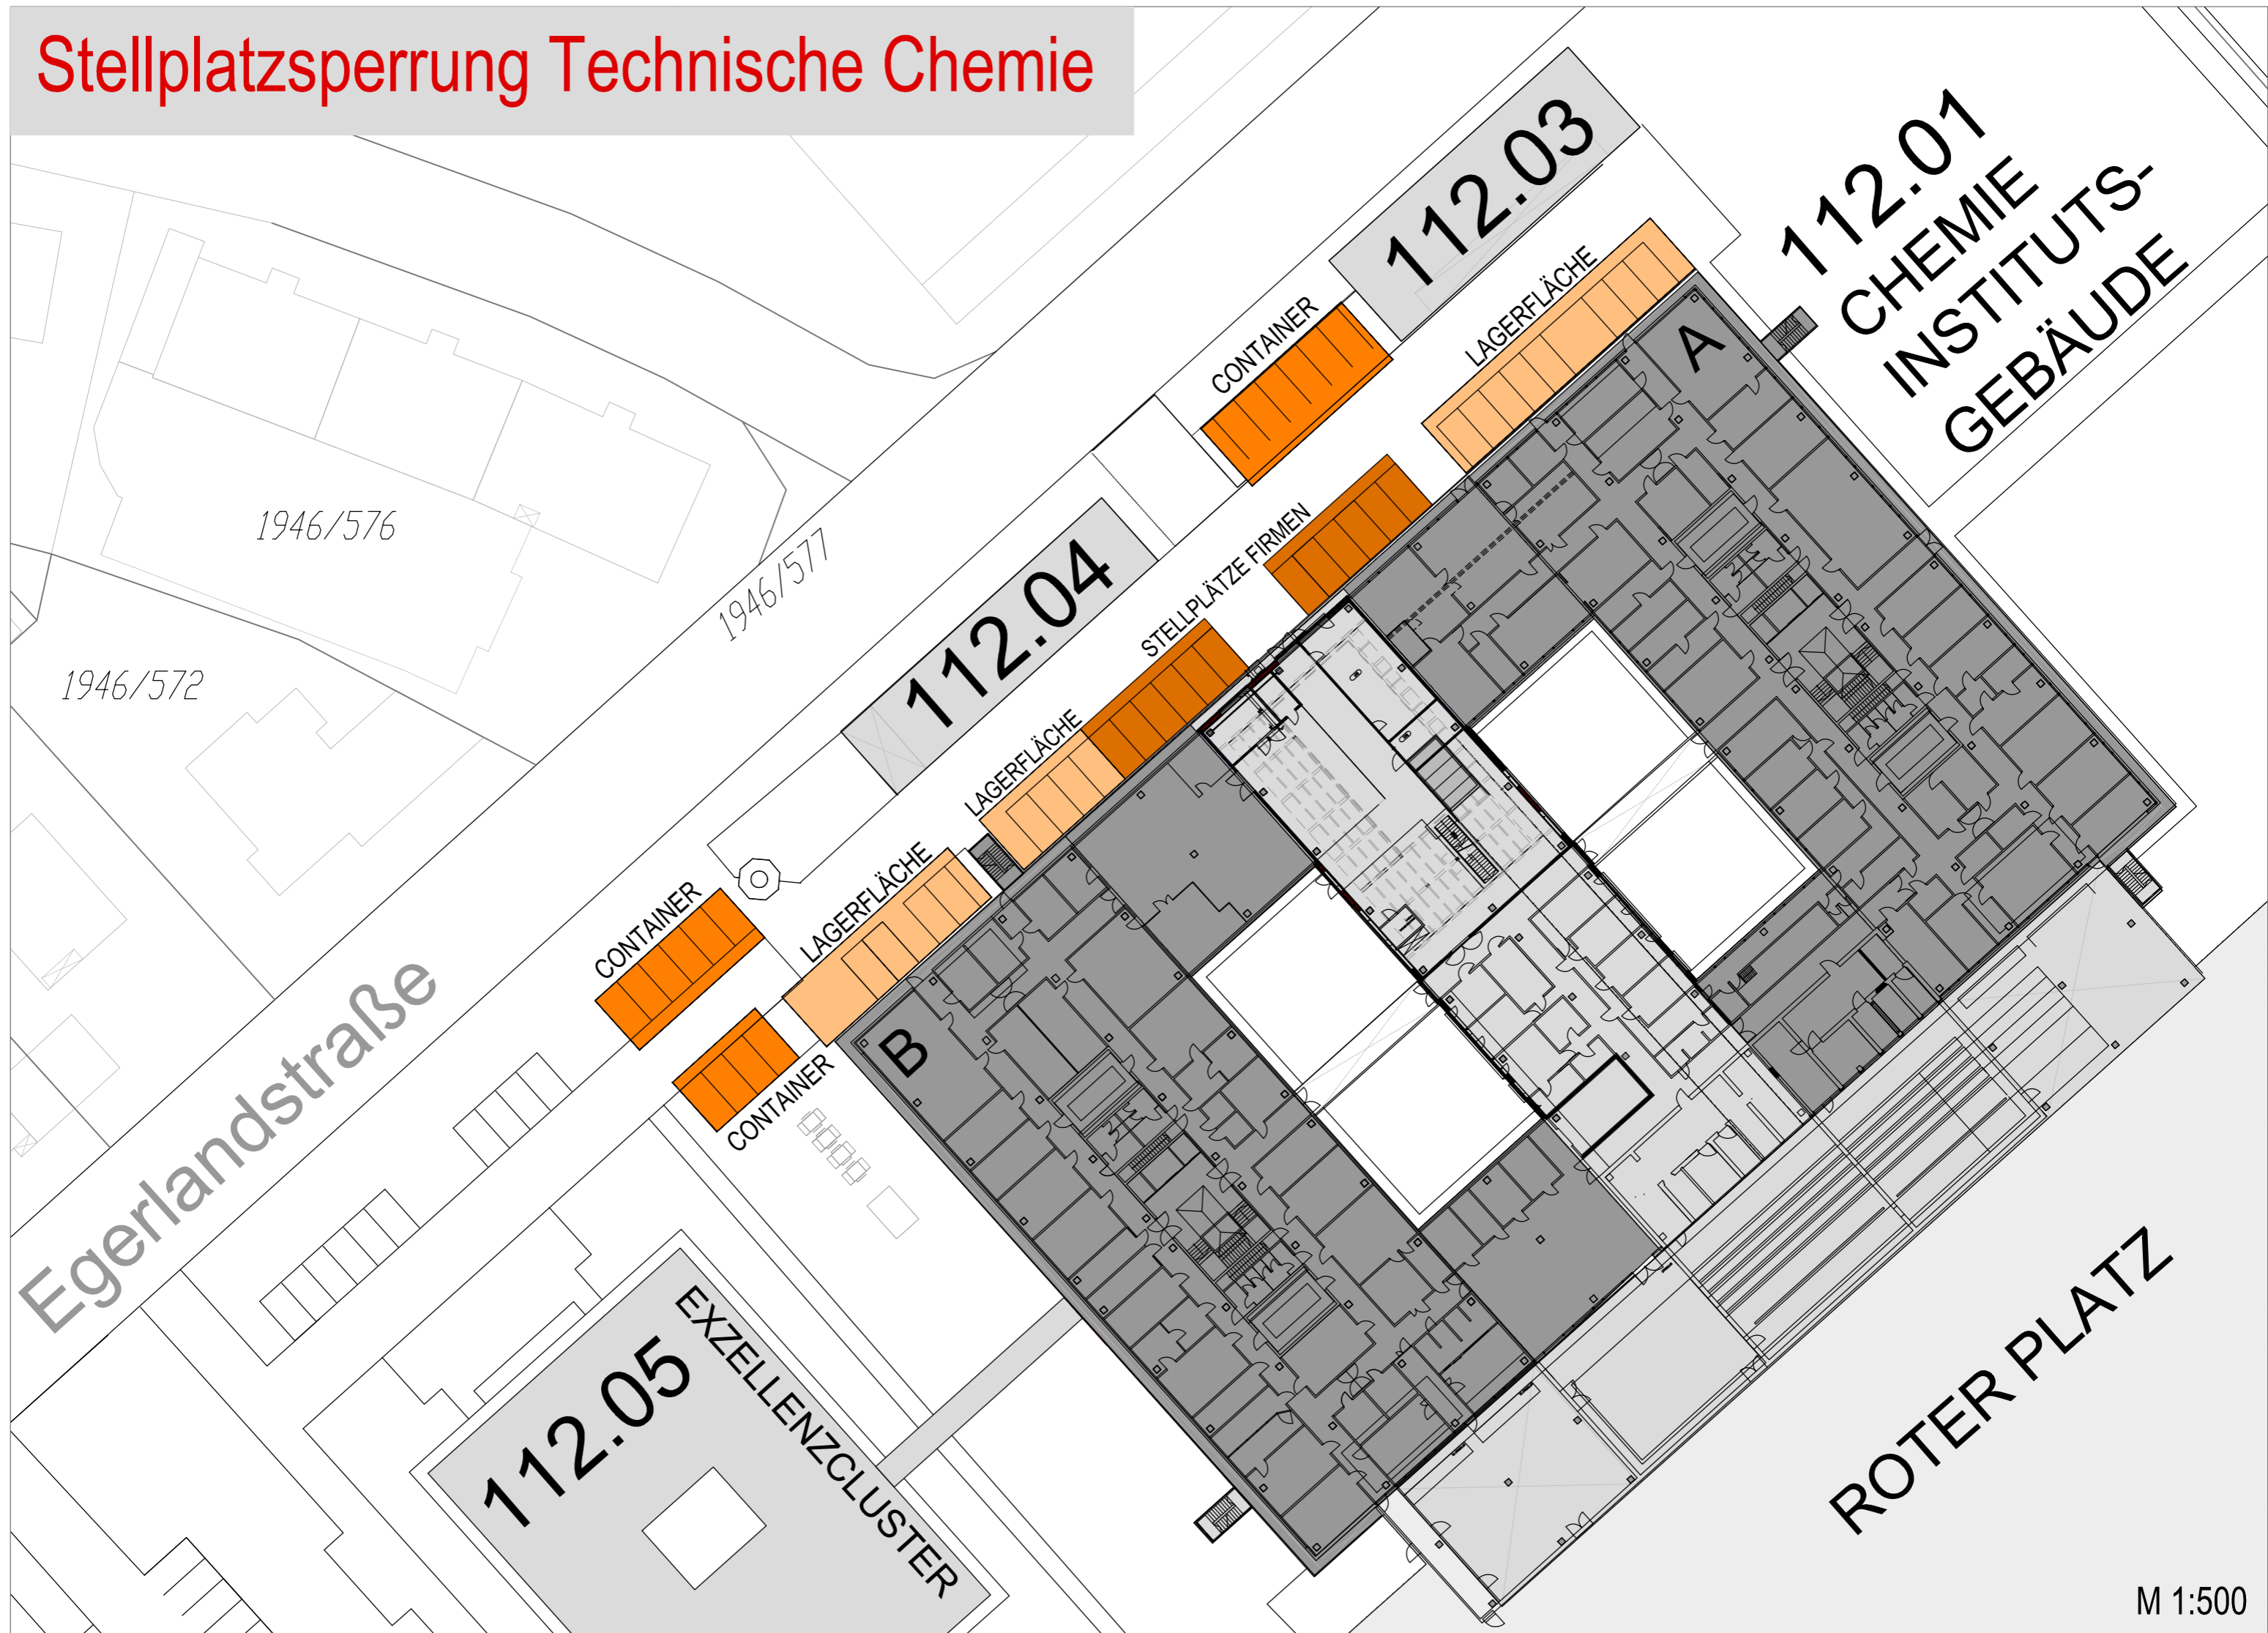 Stellplatzsperrung Technische Chemie
112.03
112.01
CHEMIE
INSTITUTS-
GEBÄUDE
LAGERFLÄCHE
CONTAINER
A
1946/576
1946/577
STELLPLÄTZE FIRMEN
112.04
1946/572
LAGERFLÄCHE
LAGERFLÄCHE
CONTAINER
Egerlandstraße
B
CONTAINER
112.05
EXZELLENZCLUSTER
ROTER PLATZ
M 1:500